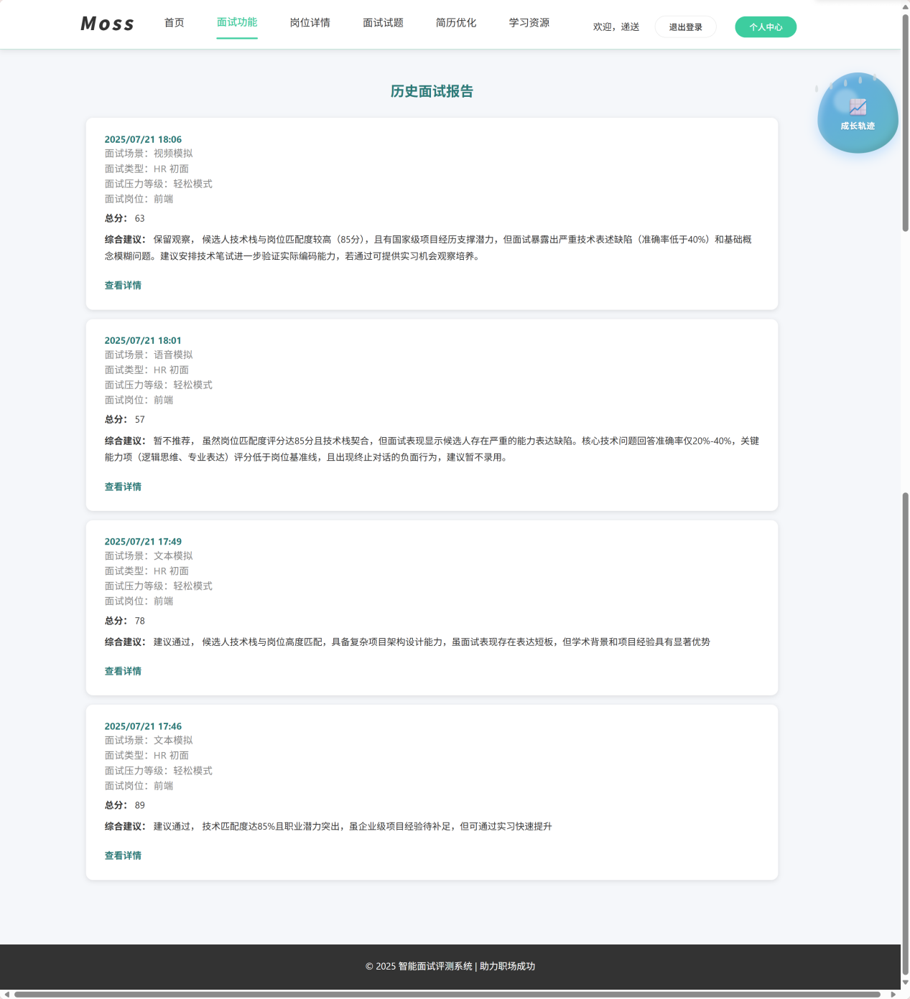 Moss
首页
面试功能
岗位详情
面试试题
简历优化
学习资源
欢迎，递送
退出登录
个人中心
成长轨迹
历史面试报告
2025/07/21 18:06
面试场景：视频模拟
面试类型：HR 初面
面试压力等级：轻松模式
面试岗位：前端
总分： 63
综合建议： 保留观察， 候选人技术栈与岗位匹配度较高（85分），且有国家级项目经历支撑潜力，但面试暴露出严重技术表述缺陷（准确率低于40%）和基础概
念模糊问题。建议安排技术笔试进一步验证实际编码能力，若通过可提供实习机会观察培养。
查看详情
2025/07/21 18:01
面试场景：语音模拟
面试类型：HR 初面
面试压力等级：轻松模式
面试岗位：前端
总分： 57
综合建议： 暂不推荐， 虽然岗位匹配度评分达85分且技术栈契合，但面试表现显示候选人存在严重的能力表达缺陷。核心技术问题回答准确率仅20%-40%，关键
能力项（逻辑思维、专业表达）评分低于岗位基准线，且出现终止对话的负面行为，建议暂不录用。
查看详情
2025/07/21 17:49
面试场景：文本模拟
面试类型：HR 初面
面试压力等级：轻松模式
面试岗位：前端
总分： 78
综合建议： 建议通过， 候选人技术栈与岗位高度匹配，具备复杂项目架构设计能力，虽面试表现存在表达短板，但学术背景和项目经验具有显著优势
查看详情
2025/07/21 17:46
面试场景：文本模拟
面试类型：HR 初面
面试压力等级：轻松模式
面试岗位：前端
总分： 89
综合建议： 建议通过， 技术匹配度达85%且职业潜力突出，虽企业级项目经验待补足，但可通过实习快速提升
查看详情
© 2025 智能面试评测系统 | 助力职场成功